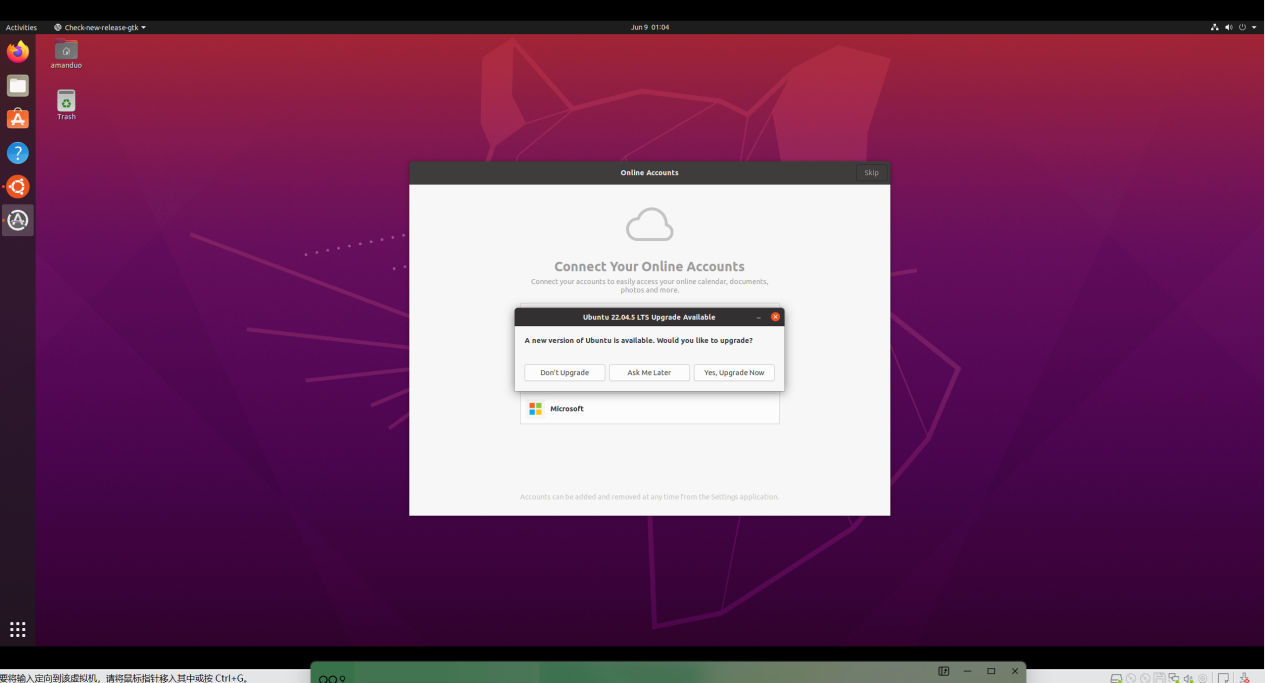 Activities
Check-new-release-gtk
Jun 9 01:04
amanduo
Trash
Online Accounts
Skip
Connect Your Online Accounts
Connect your accounts to easily access your online calendar, documents,
photos and more.
Ubuntu 22.04.5 LTS Upgrade Available
A new version of Ubuntu is available. Would you like to upgrade?
Don't Upgrade
Ask Me Later
Yes, Upgrade Now
Microsoft
Accounts can be added and removed at any time from the Settings application.
要将输入定向到该虚拟机，请将鼠标指针移入其中或按 Ctrl+G。